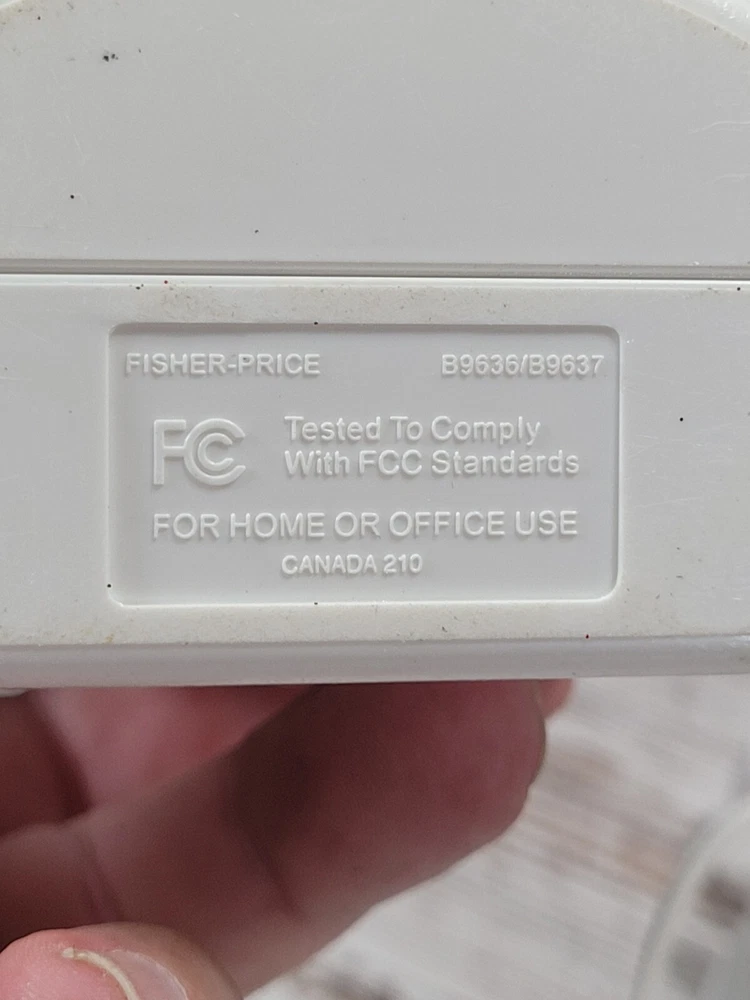 FISHER-PRICE B9636/B9637
FC Tested To Comply
With FCC Standards
FOR HOME OR OFFICE USE
CANADA 210